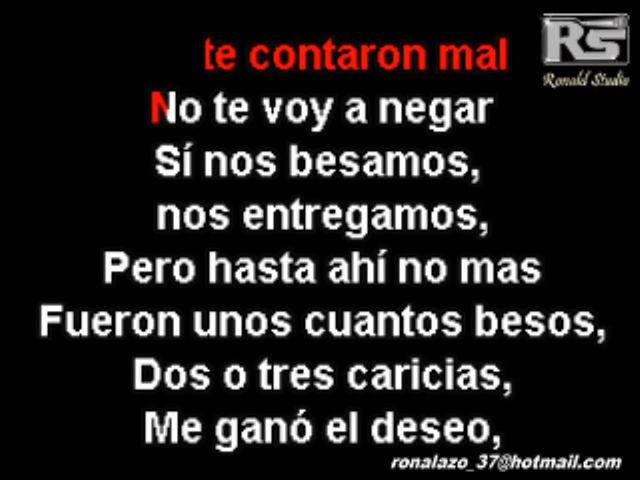 te contaron mal
RS
Ronald Studio
No te voy a negar
Sí nos besamos,
nos entregamos,
Pero hasta ahí no mas
Fueron unos cuantos besos,
Dos o tres caricias,
Me ganó el deseo,
ronalazo_37@hotmail.com